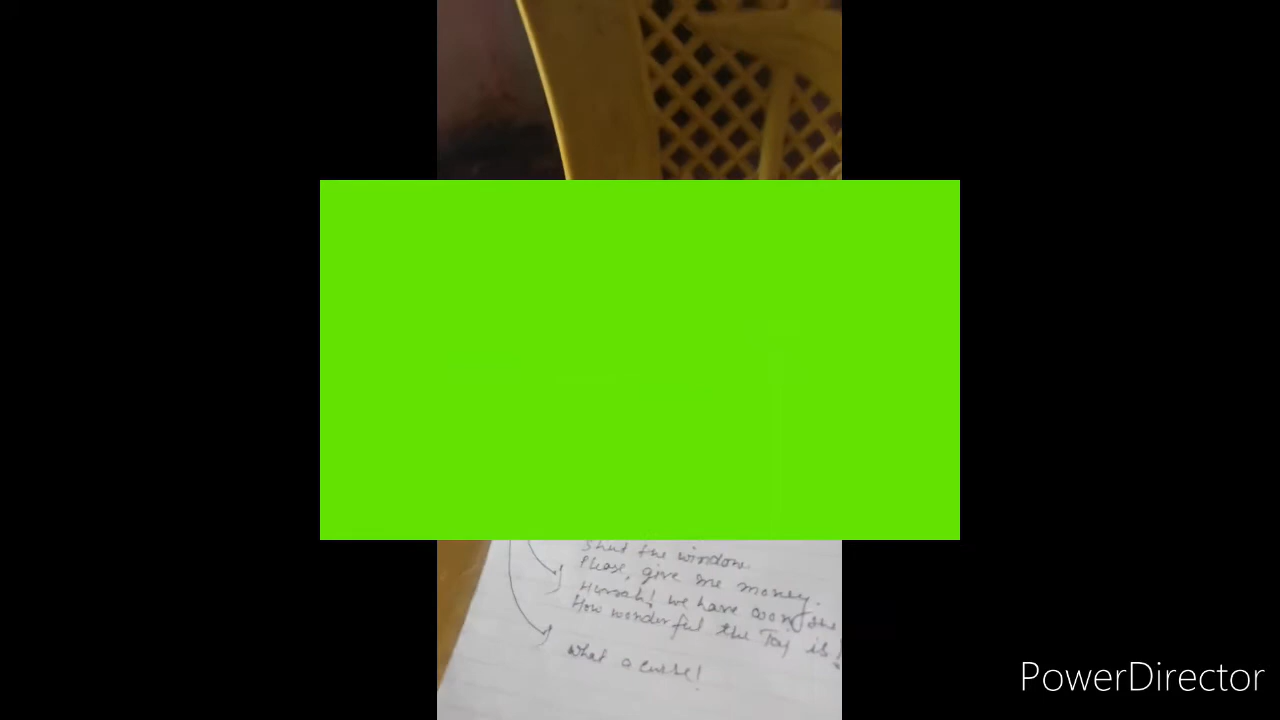 Shut the window.
Please, give me money.
Hurrah! we have won the
How wonderful the Taj is!
What a curse!
PowerDirector